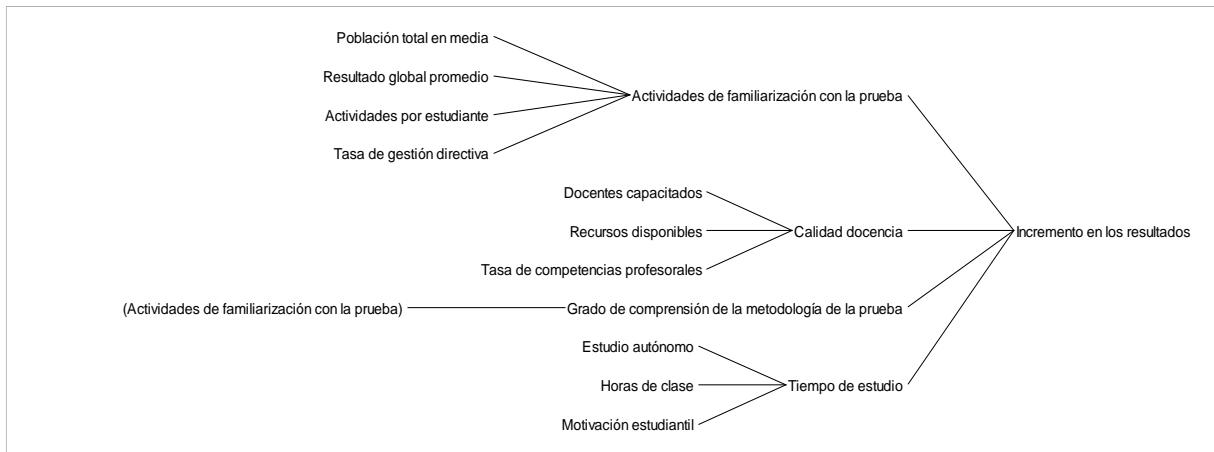 Población total en media
Resultado global promedio
Actividades por estudiante
Tasa de gestión directiva
Actividades de familiarización con la prueba
Docentes capacitados
Recursos disponibles
Tasa de competencias profesorales
Calidad docencia
Incremento en los resultados
(Actividades de familiarización con la prueba)
Grado de comprensión de la metodología de la prueba
Estudio autónomo
Horas de clase
Motivación estudiantil
Tiempo de estudio